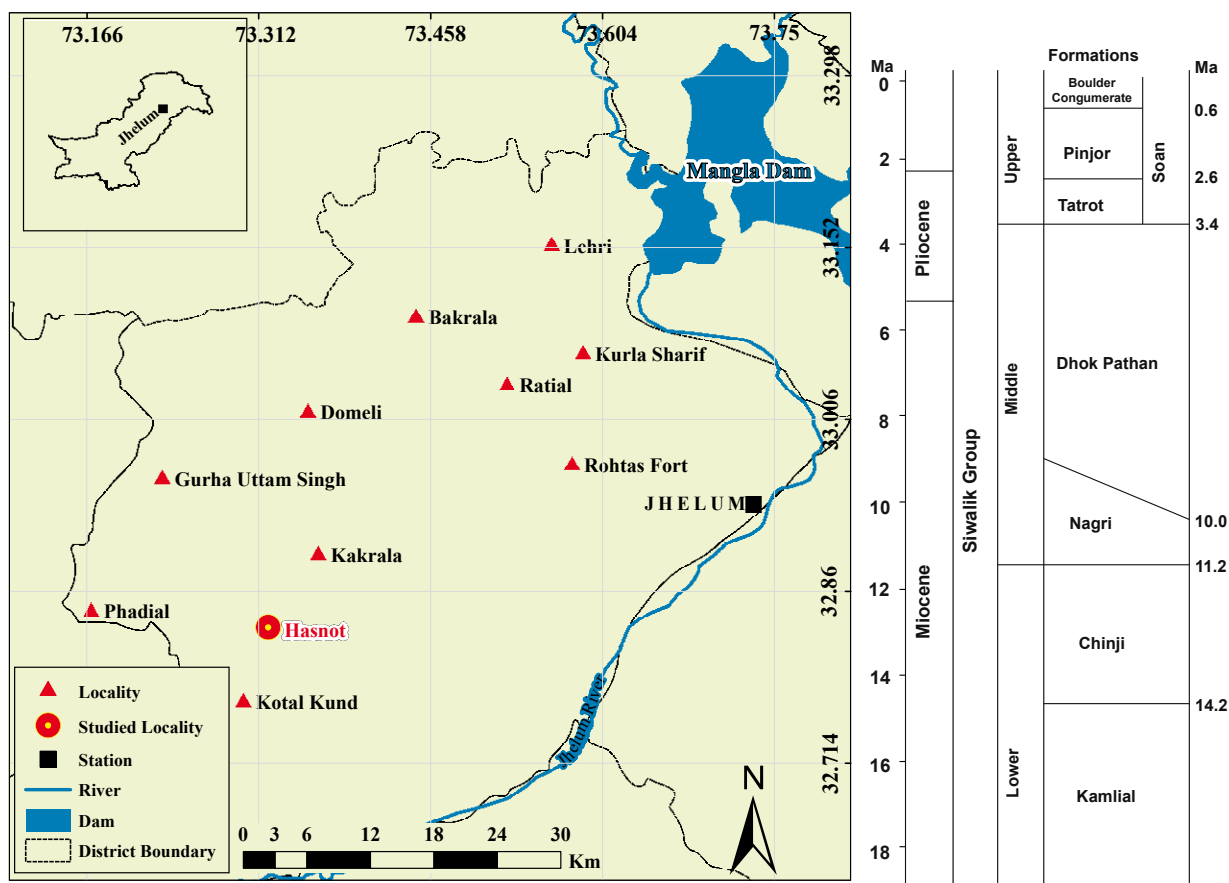 73.166
73.312
73.458
73.604
73.75
33.298
33.152
33.006
32.86
32.714
Jhelum
Mangla Dam
Lehri
Bakrala
Kurla Sharif
Ratial
Domeli
Rohtas Fort
Gurha Uttam Singh
JHELUM
Kakrala
Phadial
Hasnot
Kotal Kund
Jhelum River
Locality
Studied Locality
Station
River
Dam
District Boundary
0 3 6 12 18 24 30
Km
N
Formations
Ma
Ma
0
2
4
6
8
10
12
14
16
18
Pliocene
Miocene
Siwalik Group
Upper
Middle
Lower
Boulder
Congumerate
Pinjor
Tatrot
Soan
Dhok Pathan
Nagri
Chinji
Kamlial
0.6
2.6
3.4
10.0
11.2
14.2